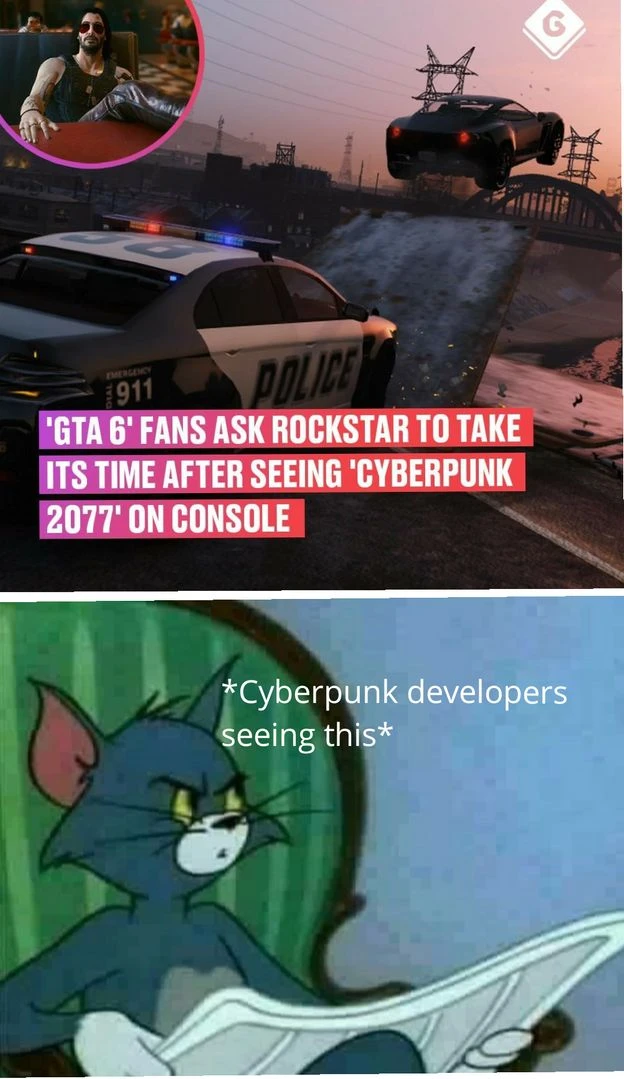 G
EMERGENCY
DIAL 911
POLICE
'GTA 6' FANS ASK ROCKSTAR TO TAKE
ITS TIME AFTER SEEING 'CYBERPUNK
2077' ON CONSOLE
*Cyberpunk developers
seeing this*